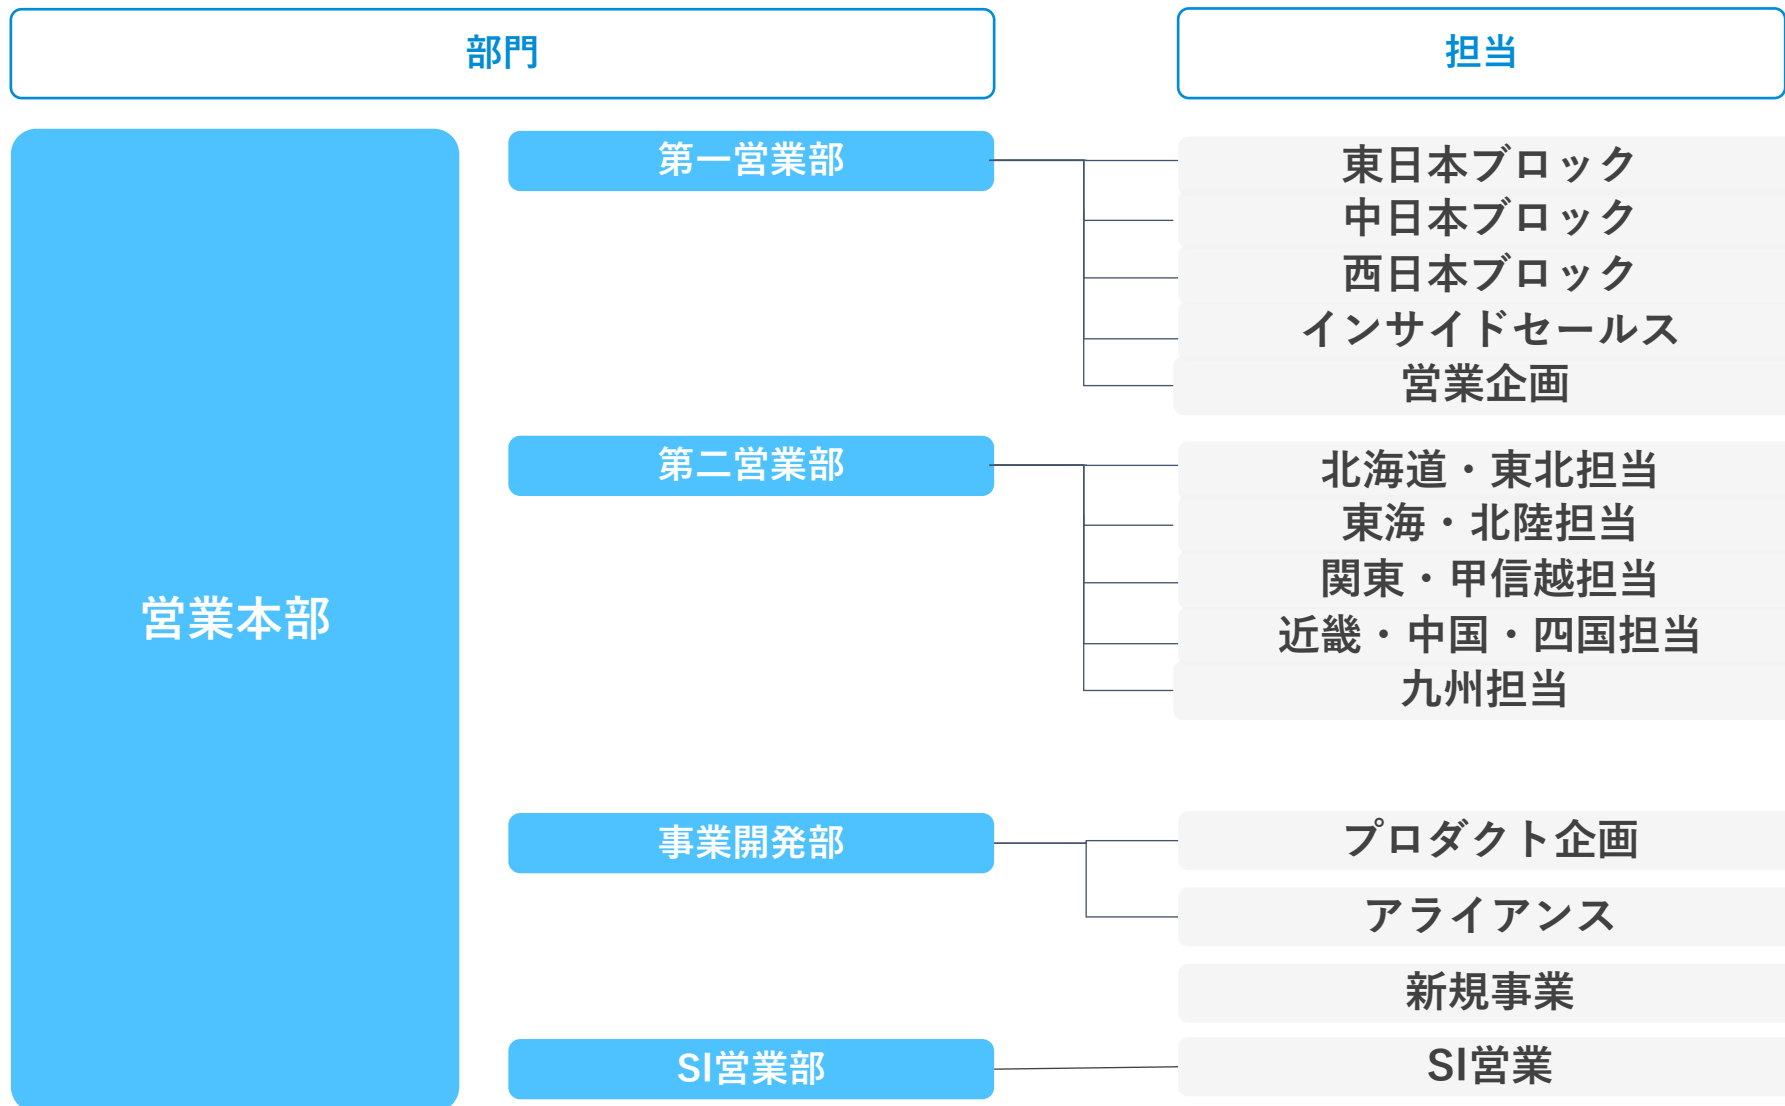 部門
担当
営業本部
第一営業部
東日本ブロック
中日本ブロック
西日本ブロック
インサイドセールス
営業企画
第二営業部
北海道・東北担当
東海・北陸担当
関東・甲信越担当
近畿・中国・四国担当
九州担当
事業開発部
プロダクト企画
アライアンス
新規事業
SI営業部
SI営業